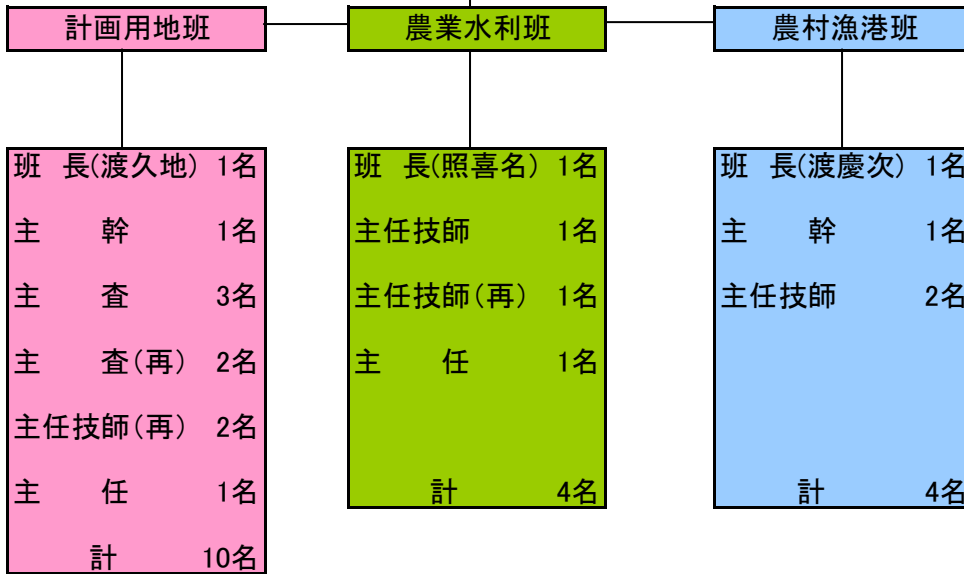 計画用地班
班　長(渡久地) 1名
主　　幹 1名
主　　査 3名
主　　査(再) 2名
主任技師(再) 2名
主　　任 1名
計 10名
農業水利班
班　長(照喜名) 1名
主任技師 1名
主任技師(再) 1名
主　　任 1名
計 4名
農村漁港班
班　長(渡慶次) 1名
主　　幹 1名
主任技師 2名
計 4名